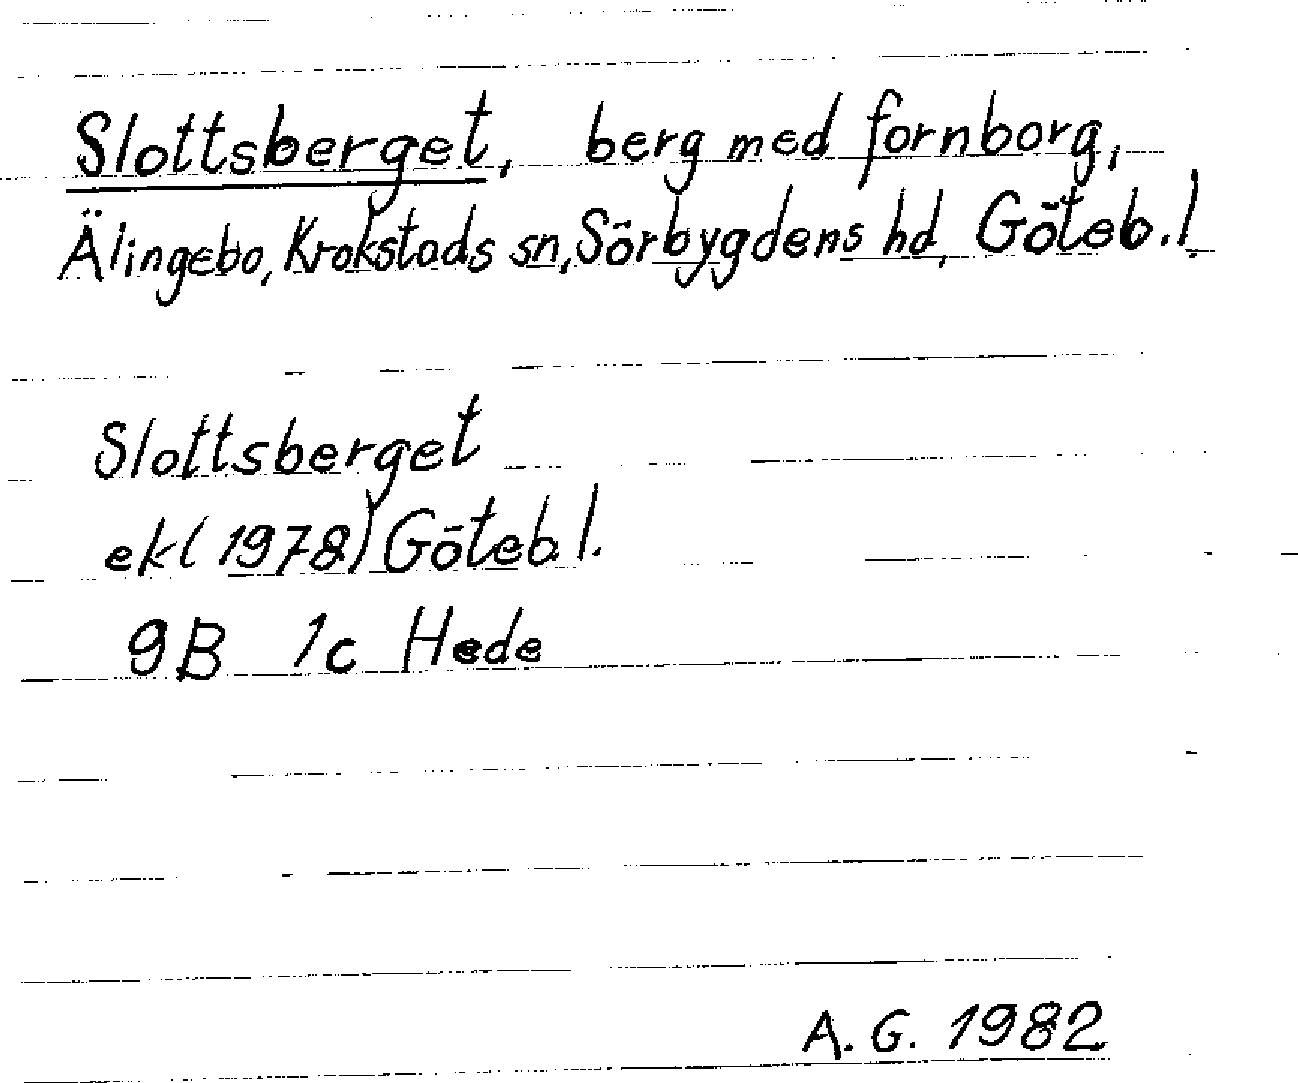 Slottsberget, berg med fornborg,
Älingebo, Krokstads sn, Sörbygdens hd, Göteb.l.
Slottsberget
ek (1978) Göteb.l.
9B 1c Hede
A.G. 1982